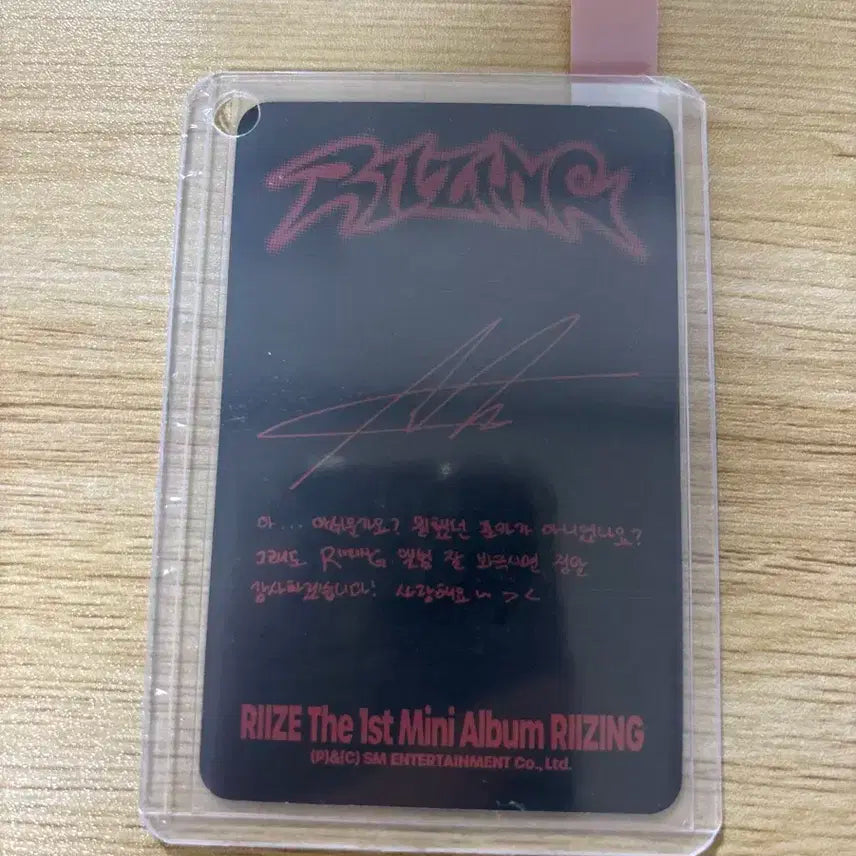 RIIZING
아... 아쉬운가요? 원했던 포카가 아니었나요?
그래도 RIIZING 앨범 잘 봐주시면 정말
감사하겠습니다! 사랑해요~ ><
RIIZE The 1st Mini Album RIIZING
(P)&(C) SM ENTERTAINMENT Co., Ltd.